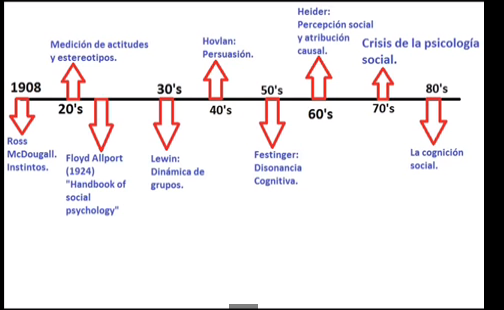 Heider:
Percepción social
y atribución
causal.
Hovlan:
Persuasión.
Medición de actitudes
y estereotipos.
Crisis de la psicología
social.
1908
20's
30's
40's
50's
60's
70's
80's
Ross
McDougall.
Instintos.
Floyd Allport
(1924)
"Handbook of
social
psychology"
Lewin:
Dinámica de
grupos.
Festinger:
Disonancia
Cognitiva.
La cognición
social.